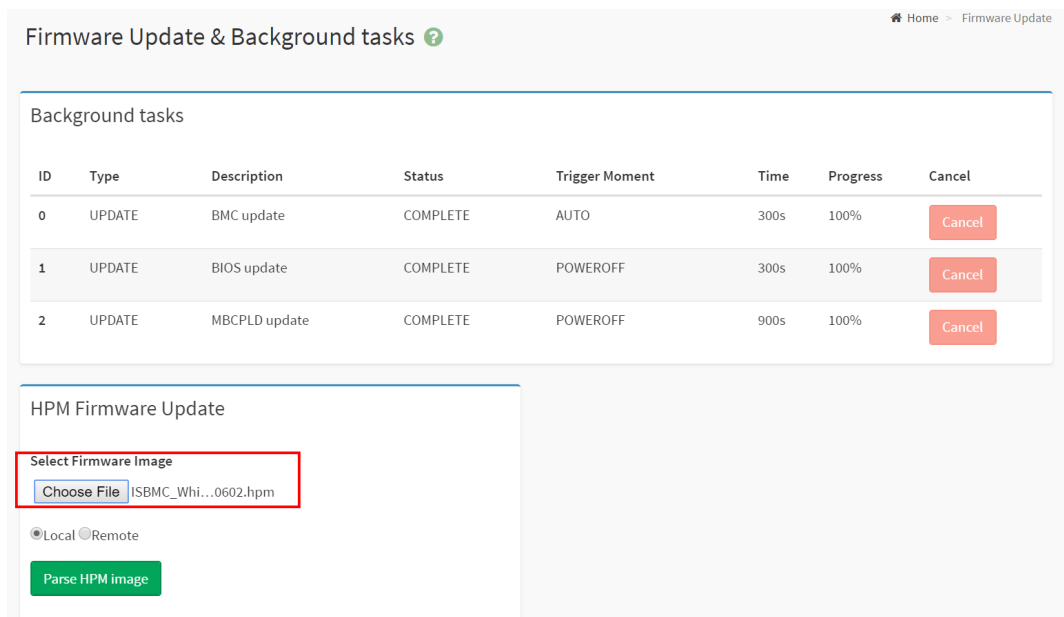 Home > Firmware Update
Firmware Update & Background tasks ?
Background tasks
ID Type Description Status Trigger Moment Time Progress Cancel
0 UPDATE BMC update COMPLETE AUTO 300s 100% Cancel
1 UPDATE BIOS update COMPLETE POWEROFF 300s 100% Cancel
2 UPDATE MBCPLD update COMPLETE POWEROFF 900s 100% Cancel
HPM Firmware Update
Select Firmware Image
Choose File ISBMC_Whi...0602.hpm
Local Remote
Parse HPM image